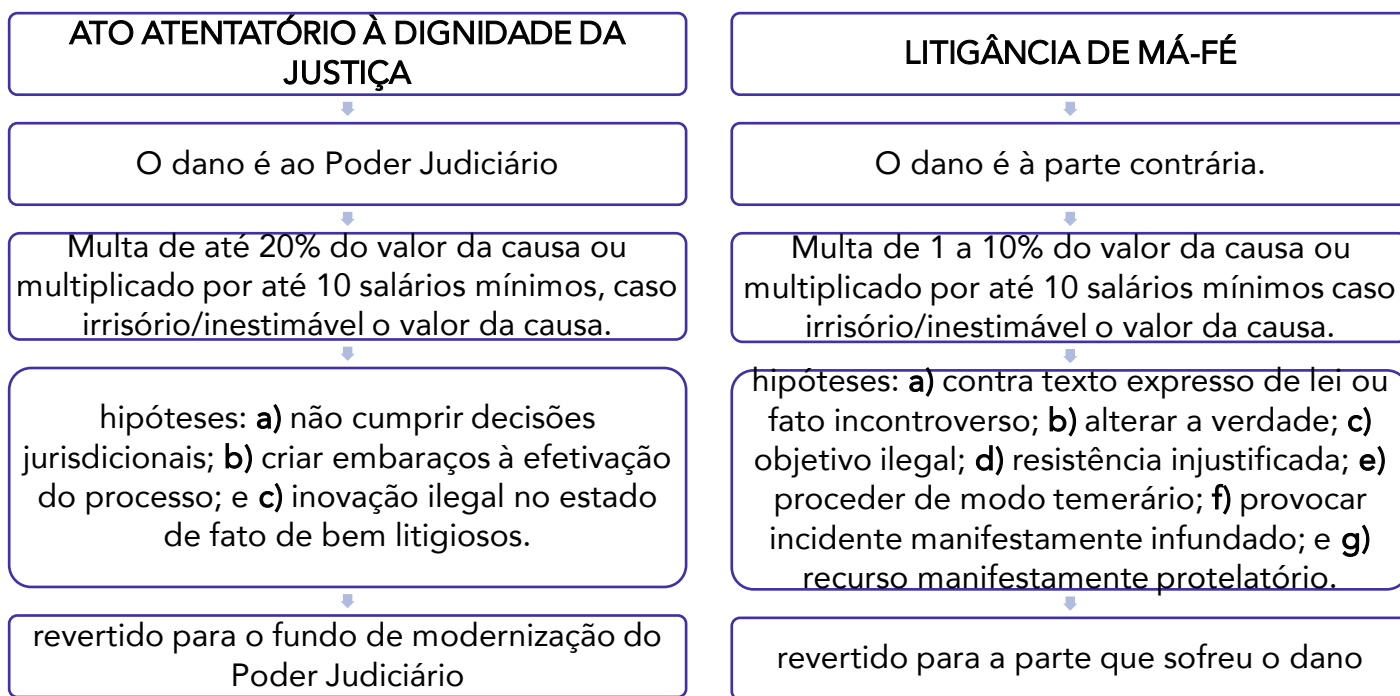 ATO ATENTATÓRIO À DIGNIDADE DA
JUSTIÇA
O dano é ao Poder Judiciário
Multa de até 20% do valor da causa ou
multiplicado por até 10 salários mínimos, caso
irrisório/inestimável o valor da causa.
hipóteses: a) não cumprir decisões
jurisdicionais; b) criar embaraços à efetivação
do processo; e c) inovação ilegal no estado
de fato de bem litigiosos.
revertido para o fundo de modernização do
Poder Judiciário
LITIGÂNCIA DE MÁ-FÉ
O dano é à parte contrária.
Multa de 1 a 10% do valor da causa ou
multiplicado por até 10 salários mínimos caso
irrisório/inestimável o valor da causa.
hipóteses: a) contra texto expresso de lei ou
fato incontroverso; b) alterar a verdade; c)
objetivo ilegal; d) resistência injustificada; e)
proceder de modo temerário; f) provocar
incidente manifestamente infundado; e g)
recurso manifestamente protelatório.
revertido para a parte que sofreu o dano